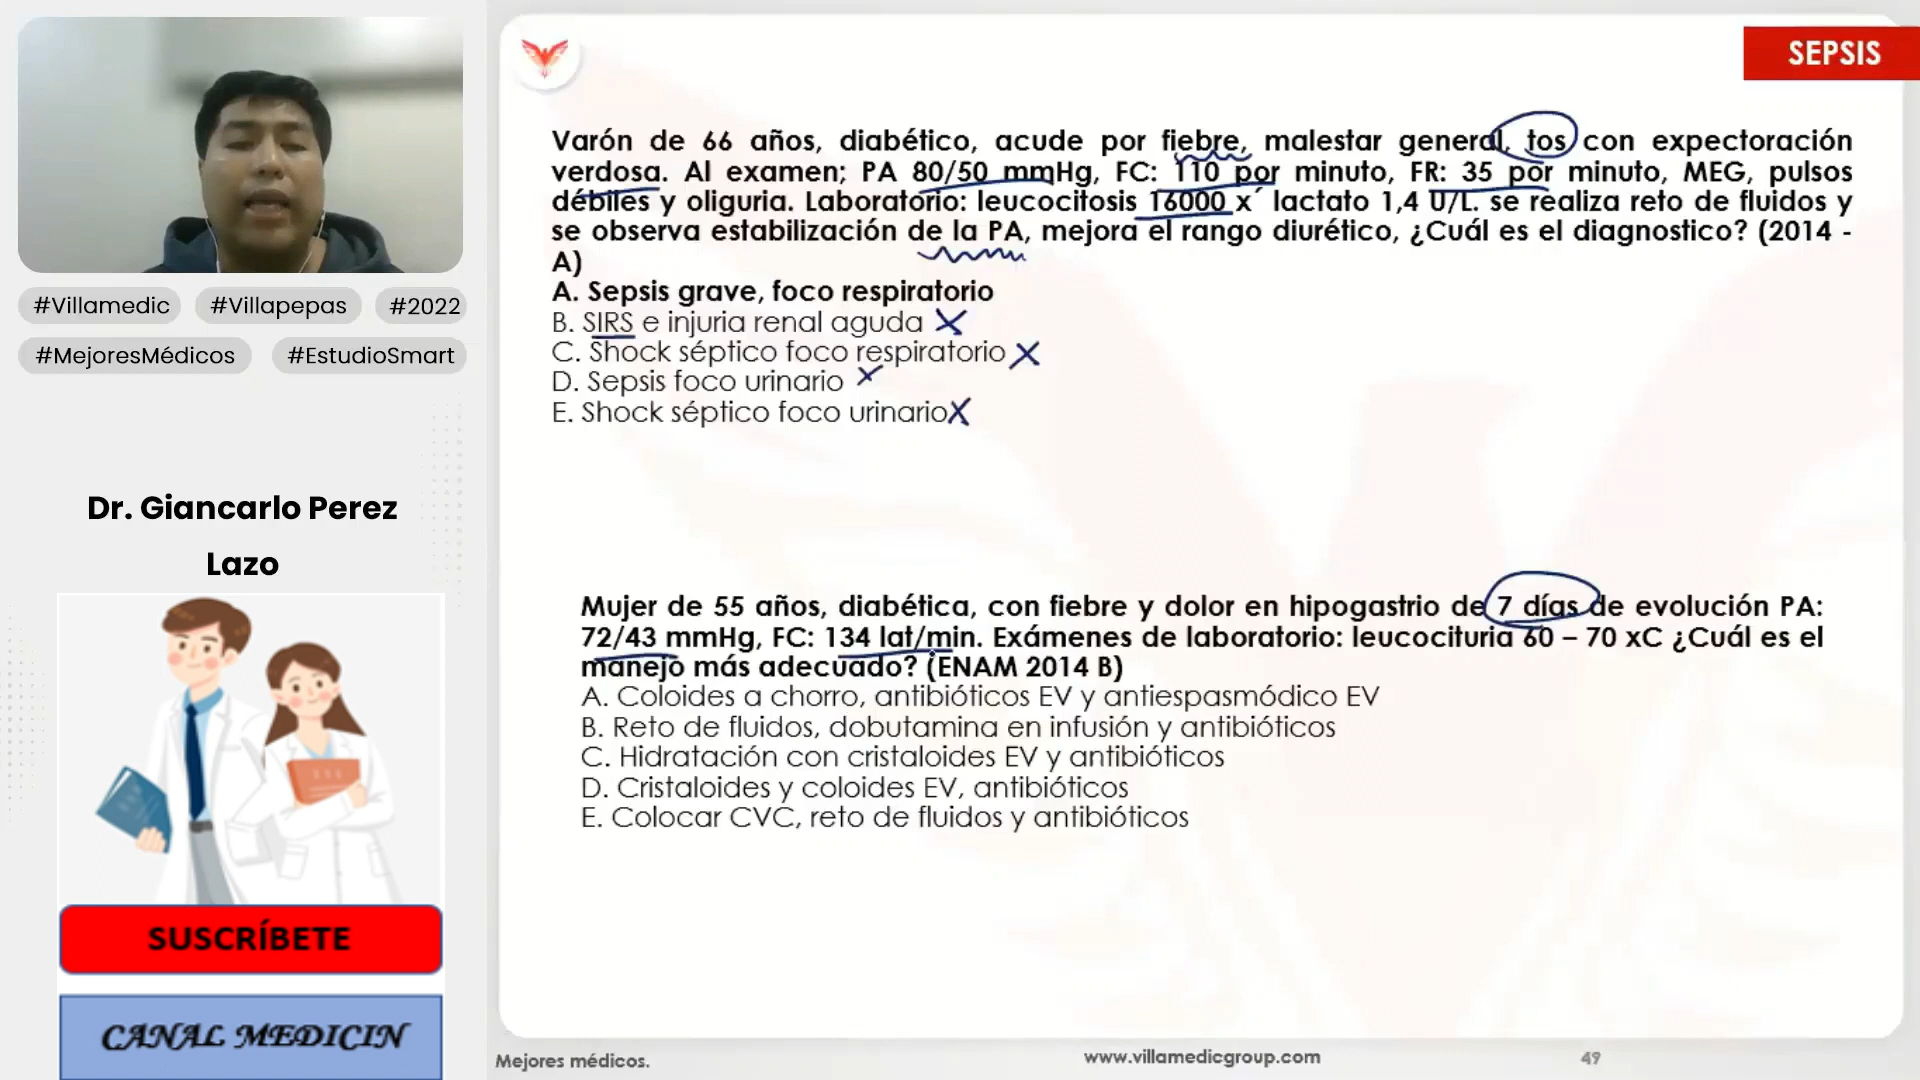 #Villamedic #Villapepas #2022
#MejoresMédicos #EstudioSmart
Dr. Giancarlo Perez
Lazo
SUSCRÍBETE
CANAL MEDICIN
SEPSIS
Varón de 66 años, diabético, acude por fiebre, malestar general, tos con expectoración
verdosa. Al examen; PA 80/50 mmHg, FC: 110 por minuto, FR: 35 por minuto, MEG, pulsos
débiles y oliguria. Laboratorio: leucocitosis 16000 x´ lactato 1,4 U/L. se realiza reto de fluidos y
se observa estabilización de la PA, mejora el rango diurético, ¿Cuál es el diagnostico? (2014 -
A)
A. Sepsis grave, foco respiratorio
B. SIRS e injuria renal aguda
C. Shock séptico foco respiratorio
D. Sepsis foco urinario
E. Shock séptico foco urinario
Mujer de 55 años, diabética, con fiebre y dolor en hipogastrio de 7 días de evolución PA:
72/43 mmHg, FC: 134 lat/min. Exámenes de laboratorio: leucocituria 60 – 70 xC ¿Cuál es el
manejo más adecuado? (ENAM 2014 B)
A. Coloides a chorro, antibióticos EV y antiespasmódico EV
B. Reto de fluidos, dobutamina en infusión y antibióticos
C. Hidratación con cristaloides EV y antibióticos
D. Cristaloides y coloides EV, antibióticos
E. Colocar CVC, reto de fluidos y antibióticos
Mejores médicos. www.villamedicgroup.com 49